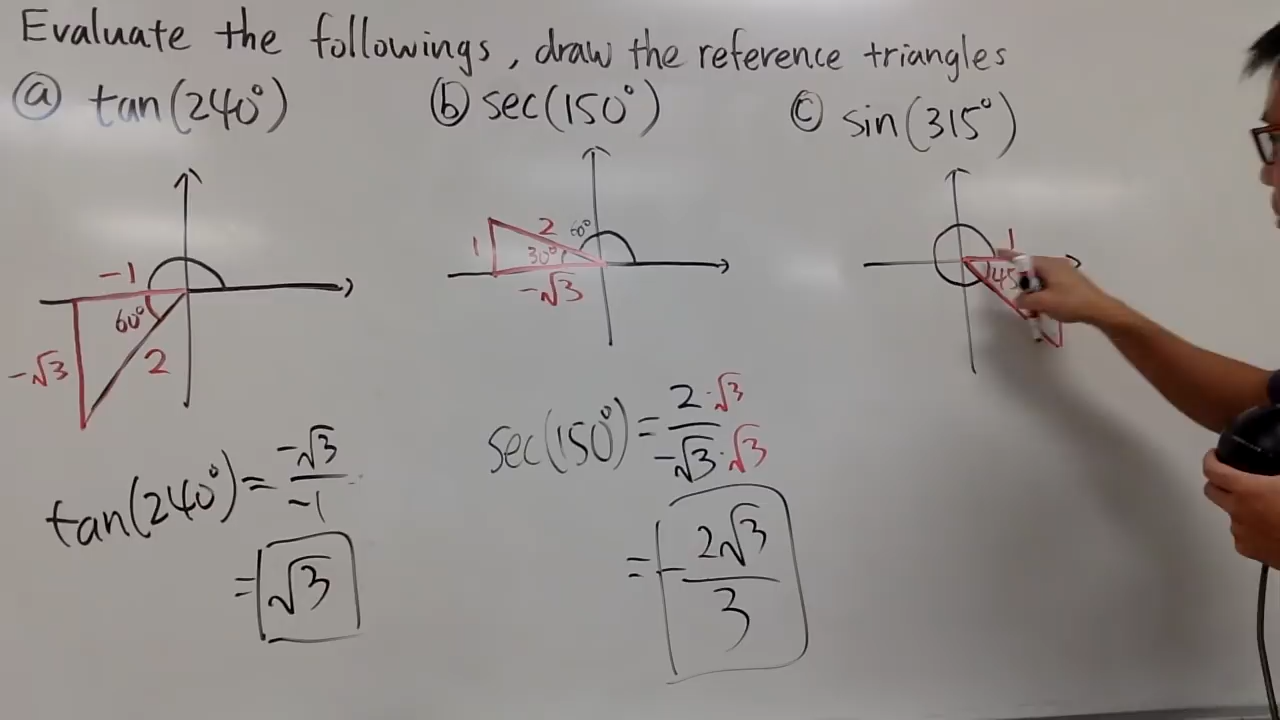 Evaluate the followings, draw the reference triangles
ⓐ tan(240°)
-1
60°
-√3
2
tan(240°) = -√3/-1
= √3
ⓑ sec(150°)
2
60°
1
30°
-√3
sec(150°) = 2·√3/-√3·√3
= -2√3/3
ⓒ sin(315°)
1
45